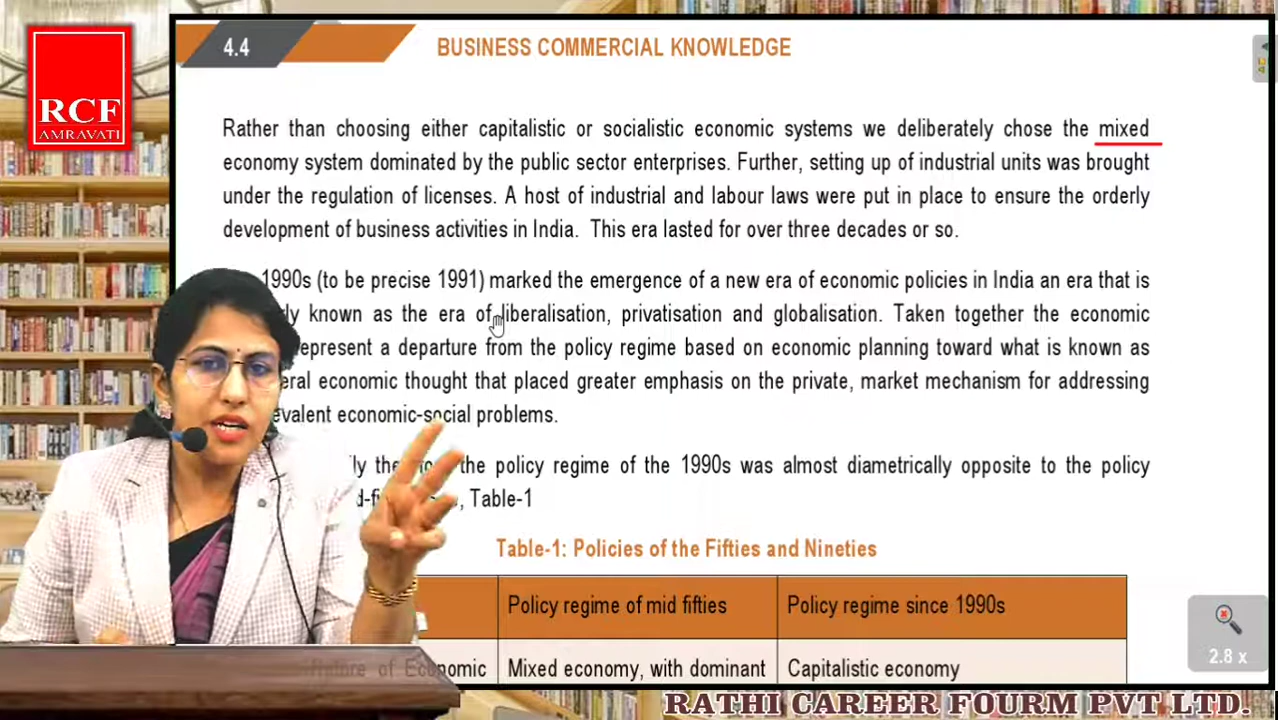 RCF
AMRAVATI
4.4
BUSINESS COMMERCIAL KNOWLEDGE
Rather than choosing either capitalistic or socialistic economic systems we deliberately chose the mixed
economy system dominated by the public sector enterprises. Further, setting up of industrial units was brought
under the regulation of licenses. A host of industrial and labour laws were put in place to ensure the orderly
development of business activities in India. This era lasted for over three decades or so.
1990s (to be precise 1991) marked the emergence of a new era of economic policies in India an era that is
known as the era of liberalisation, privatisation and globalisation. Taken together the economic
represent a departure from the policy regime based on economic planning toward what is known as
economic thought that placed greater emphasis on the private, market mechanism for addressing
economic-social problems.
the policy regime of the 1990s was almost diametrically opposite to the policy
Table-1
Table-1: Policies of the Fifties and Nineties
Policy regime of mid fifties
Policy regime since 1990s
of Economic
Mixed economy, with dominant
Capitalistic economy
2.8 x
RATHI CAREER FOURM PVT LTD.